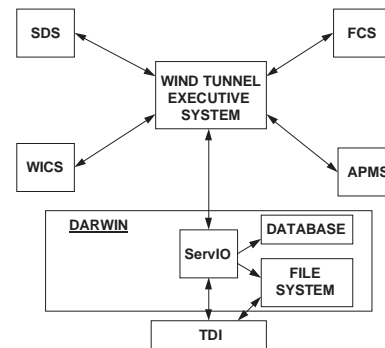 SDS
FCS
WIND TUNNEL
EXECUTIVE
SYSTEM
WICS
APMS
DARWIN
DATABASE
ServIO
FILE
SYSTEM
TDI